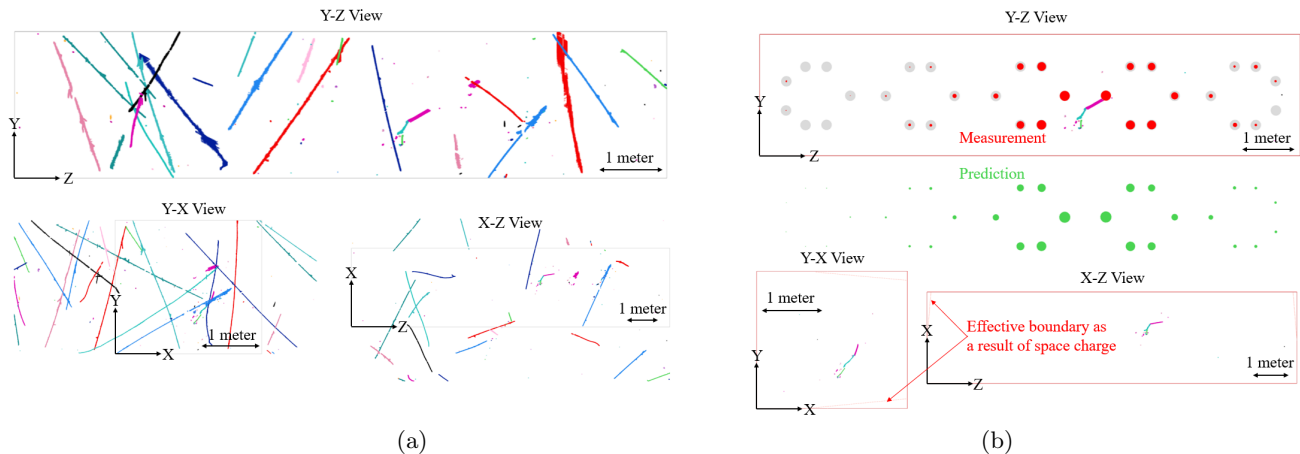 Y-Z View
Y
Z
1 meter
Y-X View
Y
X
1 meter
X-Z View
X
Z
1 meter
(a)
Y-Z View
Y
Z
Measurement
1 meter
Prediction
Y-X View
1 meter
Y
X
Effective boundary as
a result of space charge
X-Z View
X
Z
1 meter
(b)